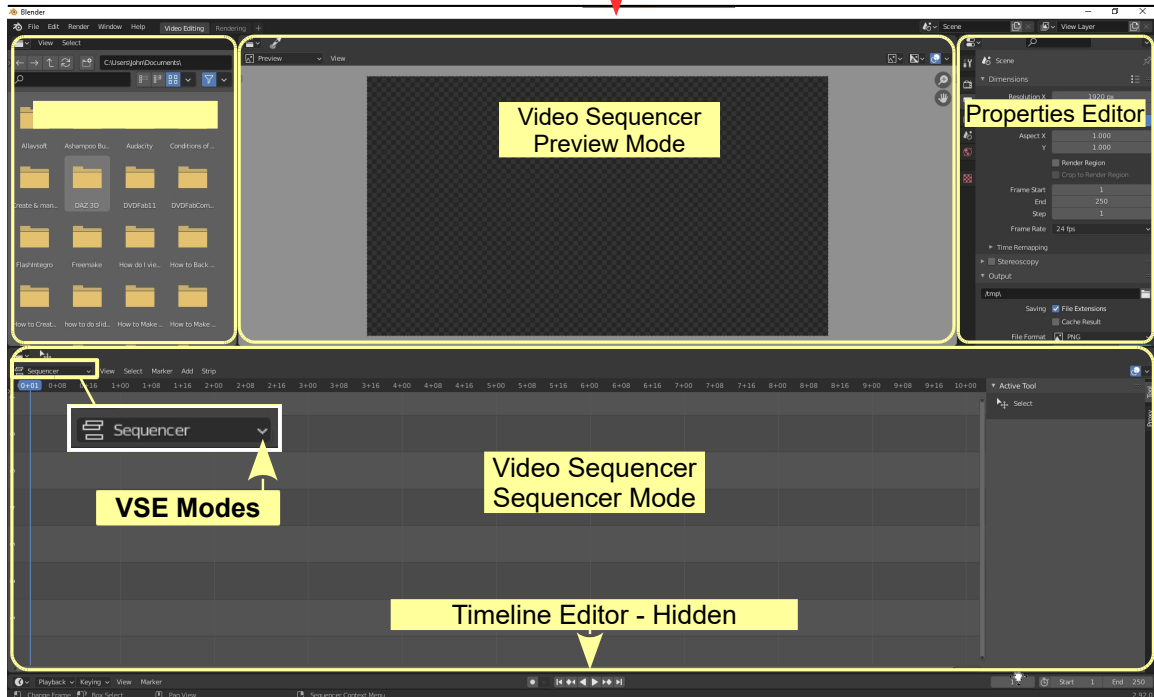 Blender
File Edit Render Window Help Video Editing Rendering + Scene View Layer
View Select
C:\Users\John\Documents\
Preview View
Allavsoft Ashampoo Bu... Audacity Conditions of ...
Create & man... DAZ 3D DVDFab11 DVDFabCom...
FlashIntegro Freemake How do I vie... How to Back ...
How to Creat... how to do slid... How to Make ... How to Make ...
Video Sequencer
Preview Mode
Scene
Dimensions
Resolution X 1920 px
Properties Editor
Aspect X 1.000
Y 1.000
Render Region
Crop to Render Region
Frame Start 1
End 250
Step 1
Frame Rate 24 fps
Time Remapping
Stereoscopy
Output
/tmp\
Saving File Extensions
Cache Result
File Format PNG
Sequencer View Select Marker Add Strip
0+01 0+08 0+16 1+00 1+08 1+16 2+00 2+08 2+16 3+00 3+08 3+16 4+00 4+08 4+16 5+00 5+08 5+16 6+00 6+08 6+16 7+00 7+08 7+16 8+00 8+08 8+16 9+00 9+08 9+16 10+00
Active Tool
Select
Tool
Proxy
Sequencer
VSE Modes
Video Sequencer
Sequencer Mode
Timeline Editor - Hidden
Playback Keying View Marker 1 Start 1 End 250
Change Frame Box Select Pan View Sequencer Context Menu 2.92.0